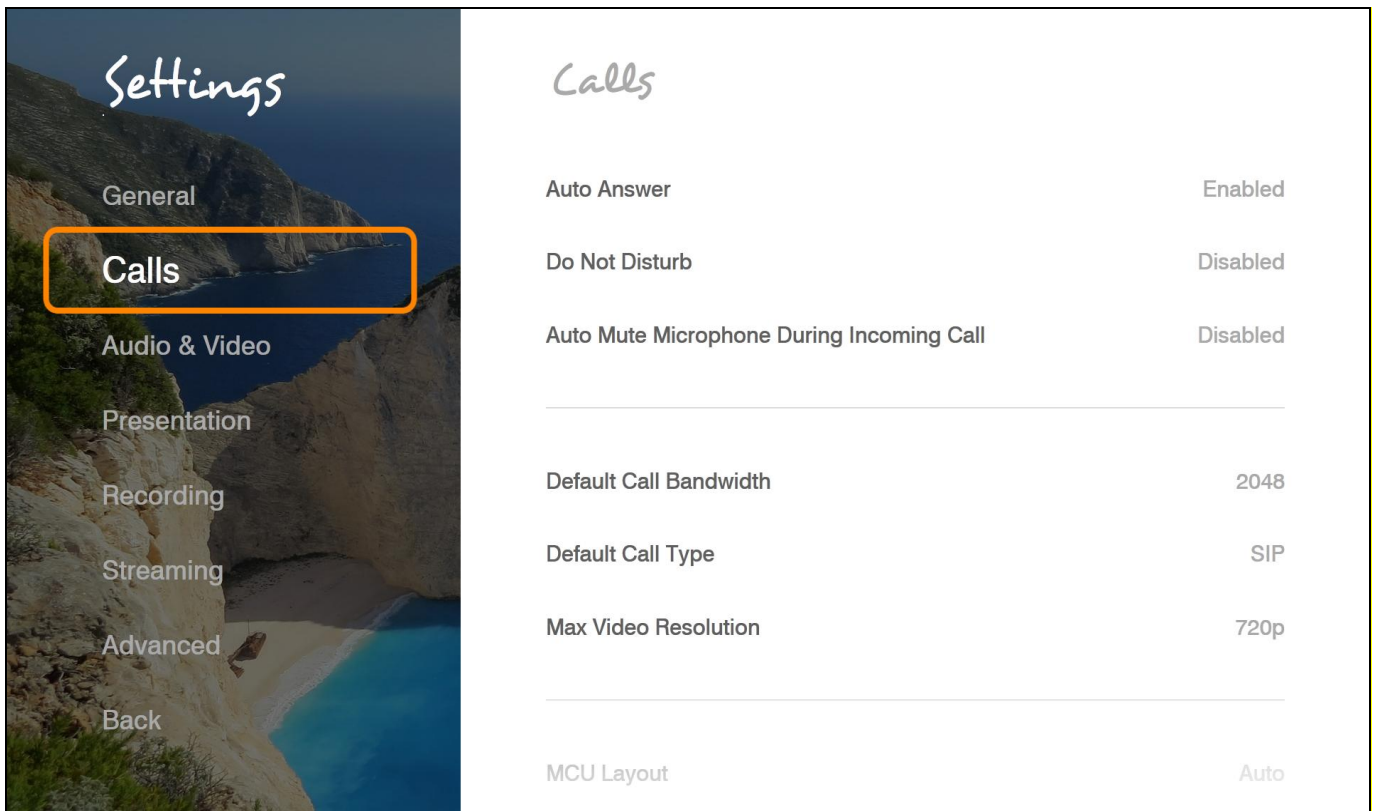 Settings
General
Calls
Audio & Video
Presentation
Recording
Streaming
Advanced
Back
Calls
Auto Answer Enabled
Do Not Disturb Disabled
Auto Mute Microphone During Incoming Call Disabled
Default Call Bandwidth 2048
Default Call Type SIP
Max Video Resolution 720p
MCU Layout Auto